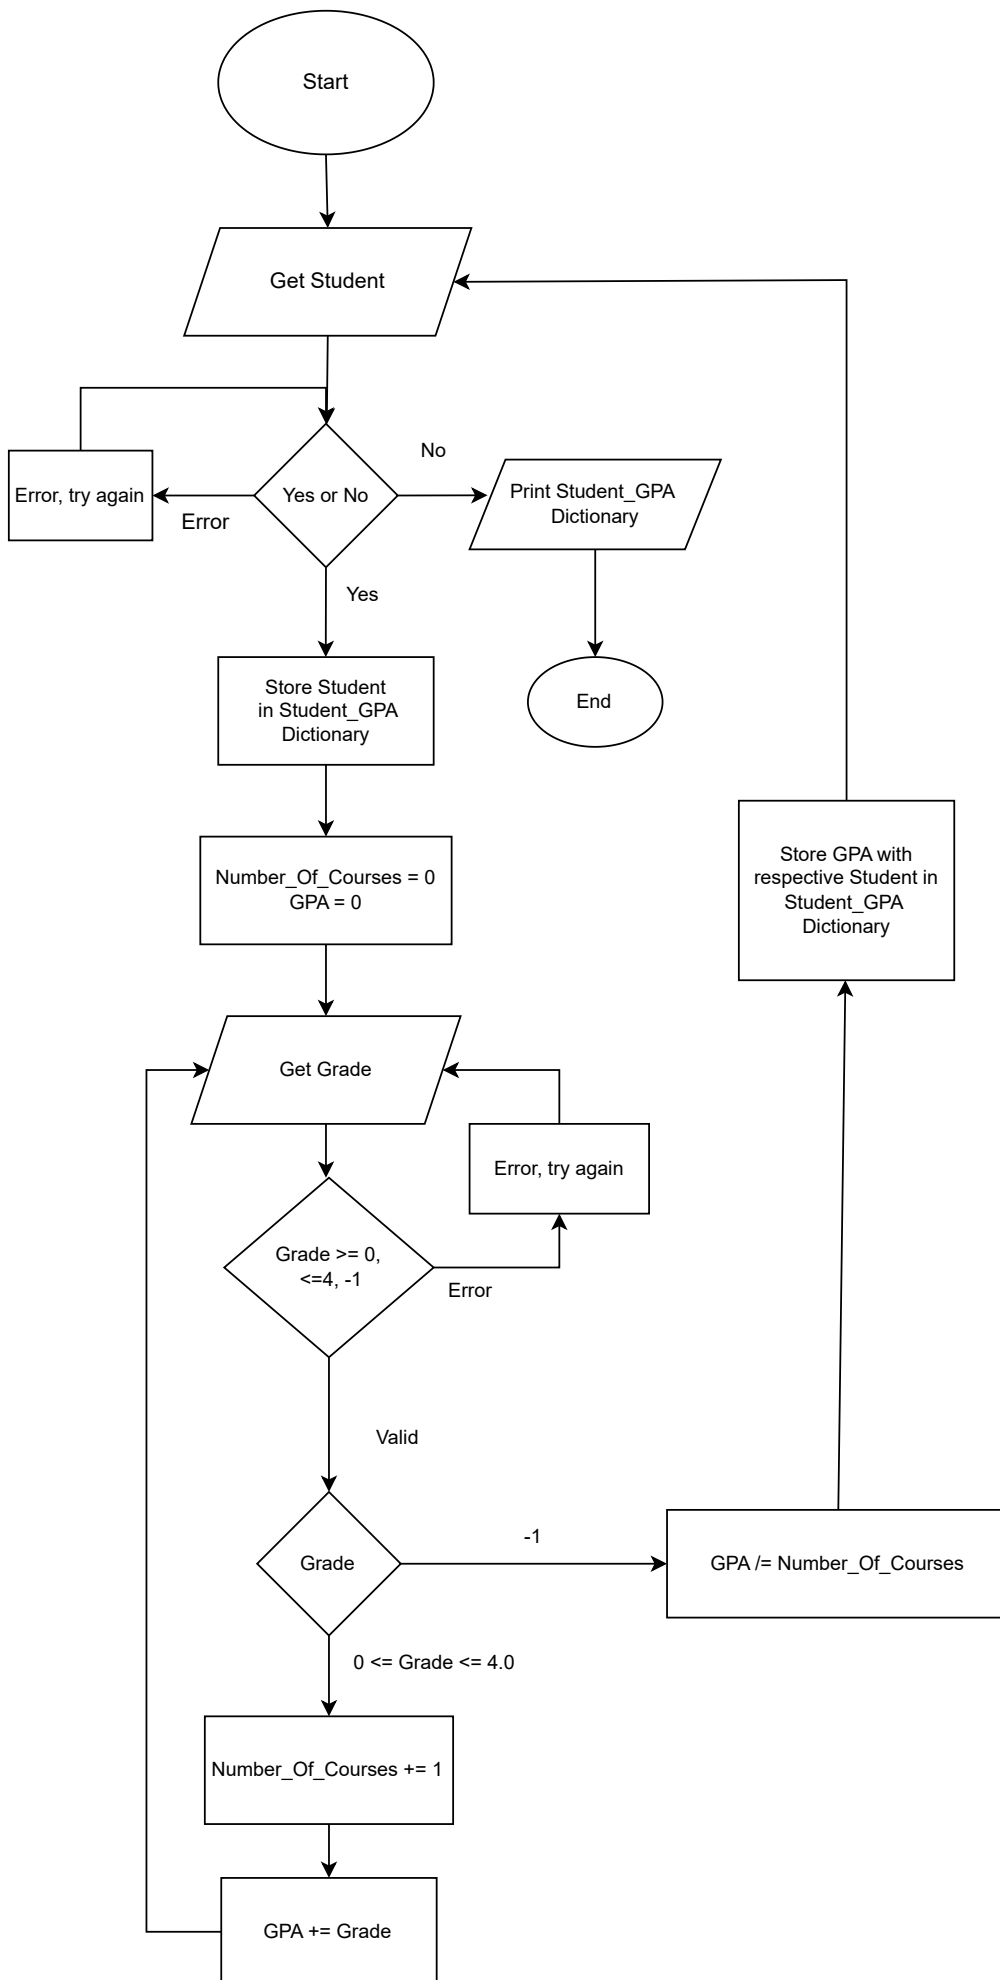 Start
Get Student
No
Yes or No
Print Student_GPA
Dictionary
Error, try again
Error
Yes
Store Student
in Student_GPA
Dictionary
End
Number_Of_Courses = 0
GPA = 0
Store GPA with
respective Student in
Student_GPA
Dictionary
Get Grade
Error, try again
Grade >= 0,
<=4, -1
Error
Valid
Grade
-1
GPA /= Number_Of_Courses
0 <= Grade <= 4.0
Number_Of_Courses += 1
GPA += Grade